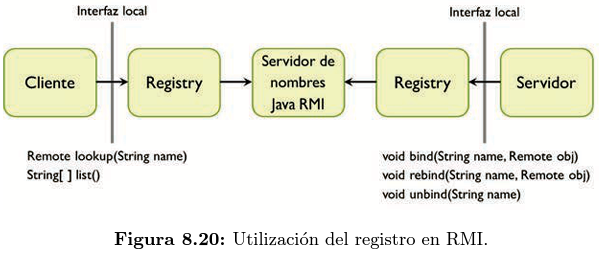 Interfaz local
Interfaz local
Cliente
Registry
Servidor de
nombres
Java RMI
Registry
Servidor
Remote lookup(String name)
String[ ] list()
void bind(String name, Remote obj)
void rebind(String name, Remote obj)
void unbind(String name)
Figura 8.20: Utilización del registro en RMI.